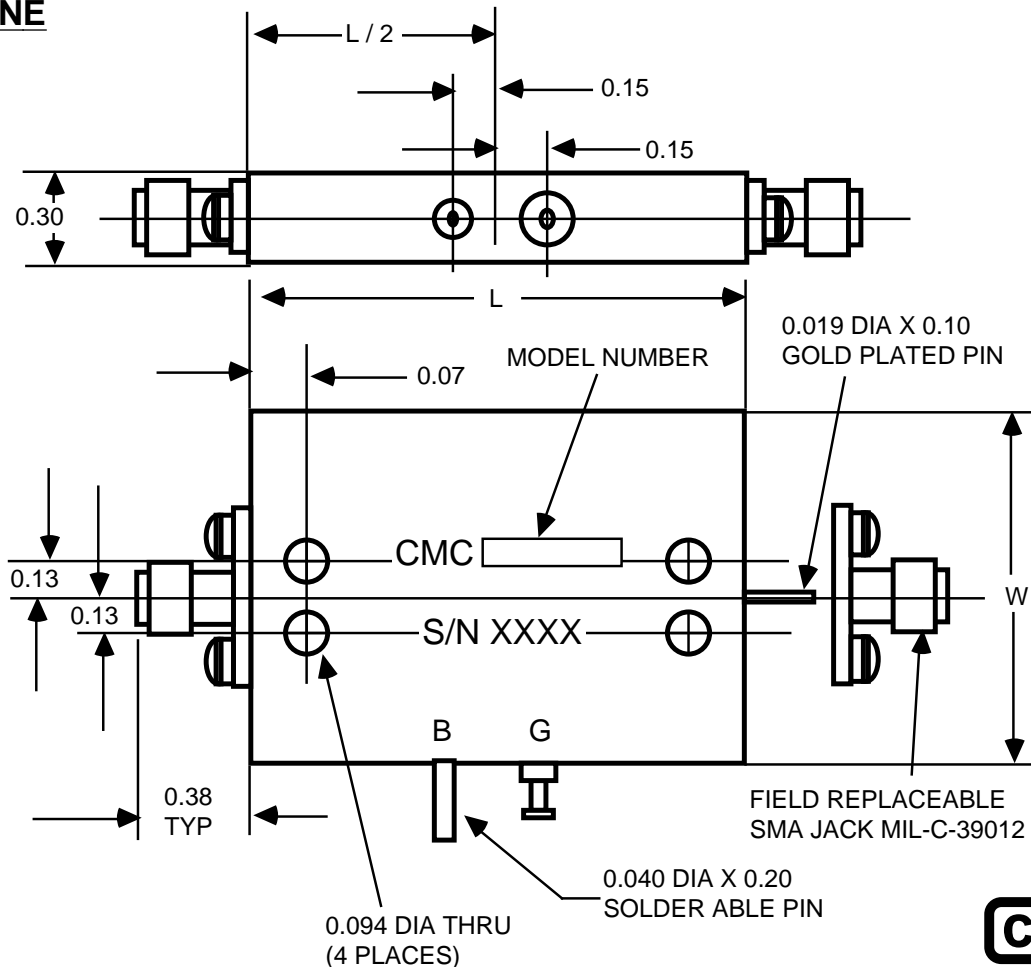 NE
L / 2
0.15
0.15
0.30
L
0.019 DIA X 0.10
GOLD PLATED PIN
MODEL NUMBER
0.07
CMC
0.13
0.13
W
S/N XXXX
B G
0.38
TYP
FIELD REPLACEABLE
SMA JACK MIL-C-39012
0.040 DIA X 0.20
SOLDER ABLE PIN
0.094 DIA THRU
(4 PLACES)
C